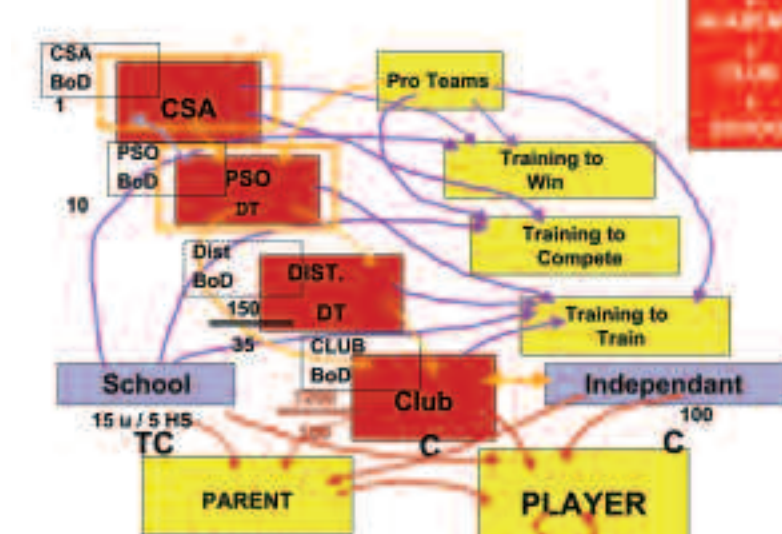 CSA
BoD
1
CSA
Pro Teams
PSO
BoD
PSO
DT
10
Training to
Win
Training to
Compete
Dist
BoD
DIST.
DT
150
35
Training to
Train
CLUB
BoD
Club
School
Independant
15 u / 5 HS
100
TC
C
C
PARENT
PLAYER